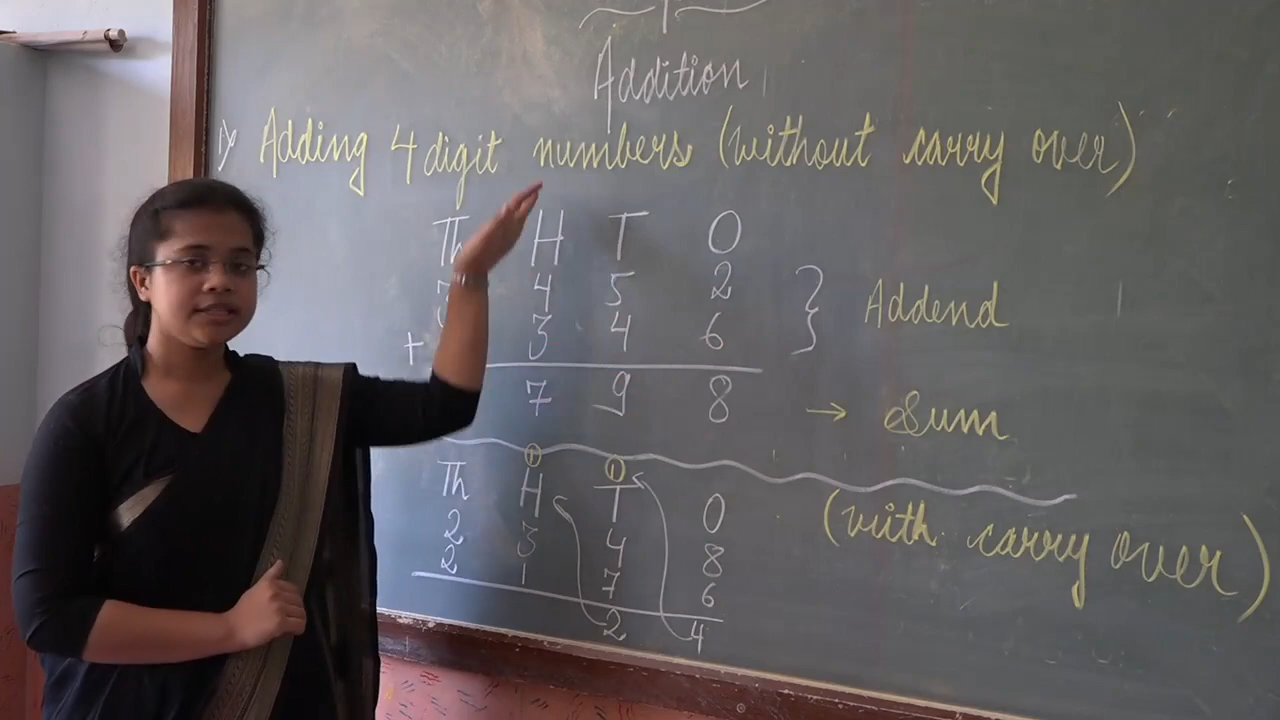 Addition
1) Adding 4 digit numbers (without carry over)
Th H T O
4 5 2
+ 3 4 6
} Addend
7 9 8 → Sum
① ①
Th H T O
(with carry over)
2 3 4 8
2 1 7 6
2 4